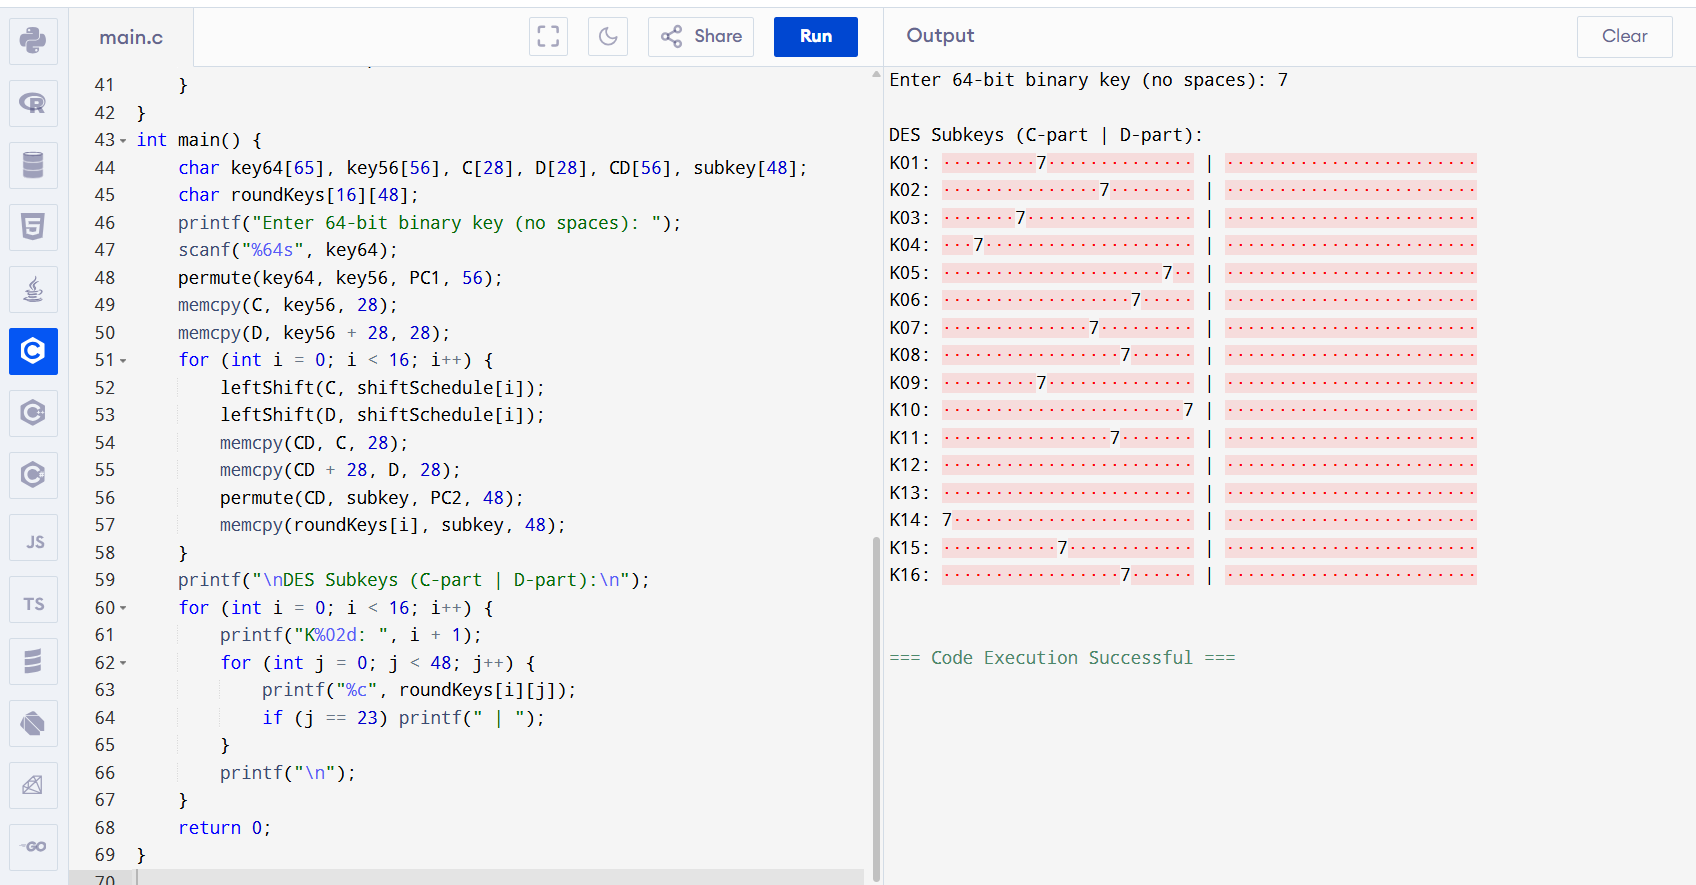 main.c
Share
Run
Output
Clear
41 }
42 }
43 int main() {
44 char key64[65], key56[56], C[28], D[28], CD[56], subkey[48];
45 char roundKeys[16][48];
46 printf("Enter 64-bit binary key (no spaces): ");
47 scanf("%64s", key64);
48 permute(key64, key56, PC1, 56);
49 memcpy(C, key56, 28);
50 memcpy(D, key56 + 28, 28);
51 for (int i = 0; i < 16; i++) {
52 leftShift(C, shiftSchedule[i]);
53 leftShift(D, shiftSchedule[i]);
54 memcpy(CD, C, 28);
55 memcpy(CD + 28, D, 28);
56 permute(CD, subkey, PC2, 48);
57 memcpy(roundKeys[i], subkey, 48);
58 }
59 printf("\nDES Subkeys (C-part | D-part):\n");
60 for (int i = 0; i < 16; i++) {
61 printf("K%02d: ", i + 1);
62 for (int j = 0; j < 48; j++) {
63 printf("%c", roundKeys[i][j]);
64 if (j == 23) printf(" | ");
65 }
66 printf("\n");
67 }
68 return 0;
69 }
70
Enter 64-bit binary key (no spaces): 7
DES Subkeys (C-part | D-part):
K01: ·········7·············· | ························
K02: ···············7········ | ························
K03: ·······7················ | ························
K04: ···7···················· | ························
K05: ·····················7·· | ························
K06: ··················7····· | ························
K07: ··············7········· | ························
K08: ·················7······ | ························
K09: ·········7·············· | ························
K10: ·······················7 | ························
K11: ················7······· | ························
K12: ························ | ························
K13: ························ | ························
K14: 7······················· | ························
K15: ···········7············ | ························
K16: ·················7······ | ························
=== Code Execution Successful ===
R
5
C
C
C
JS
TS
GO